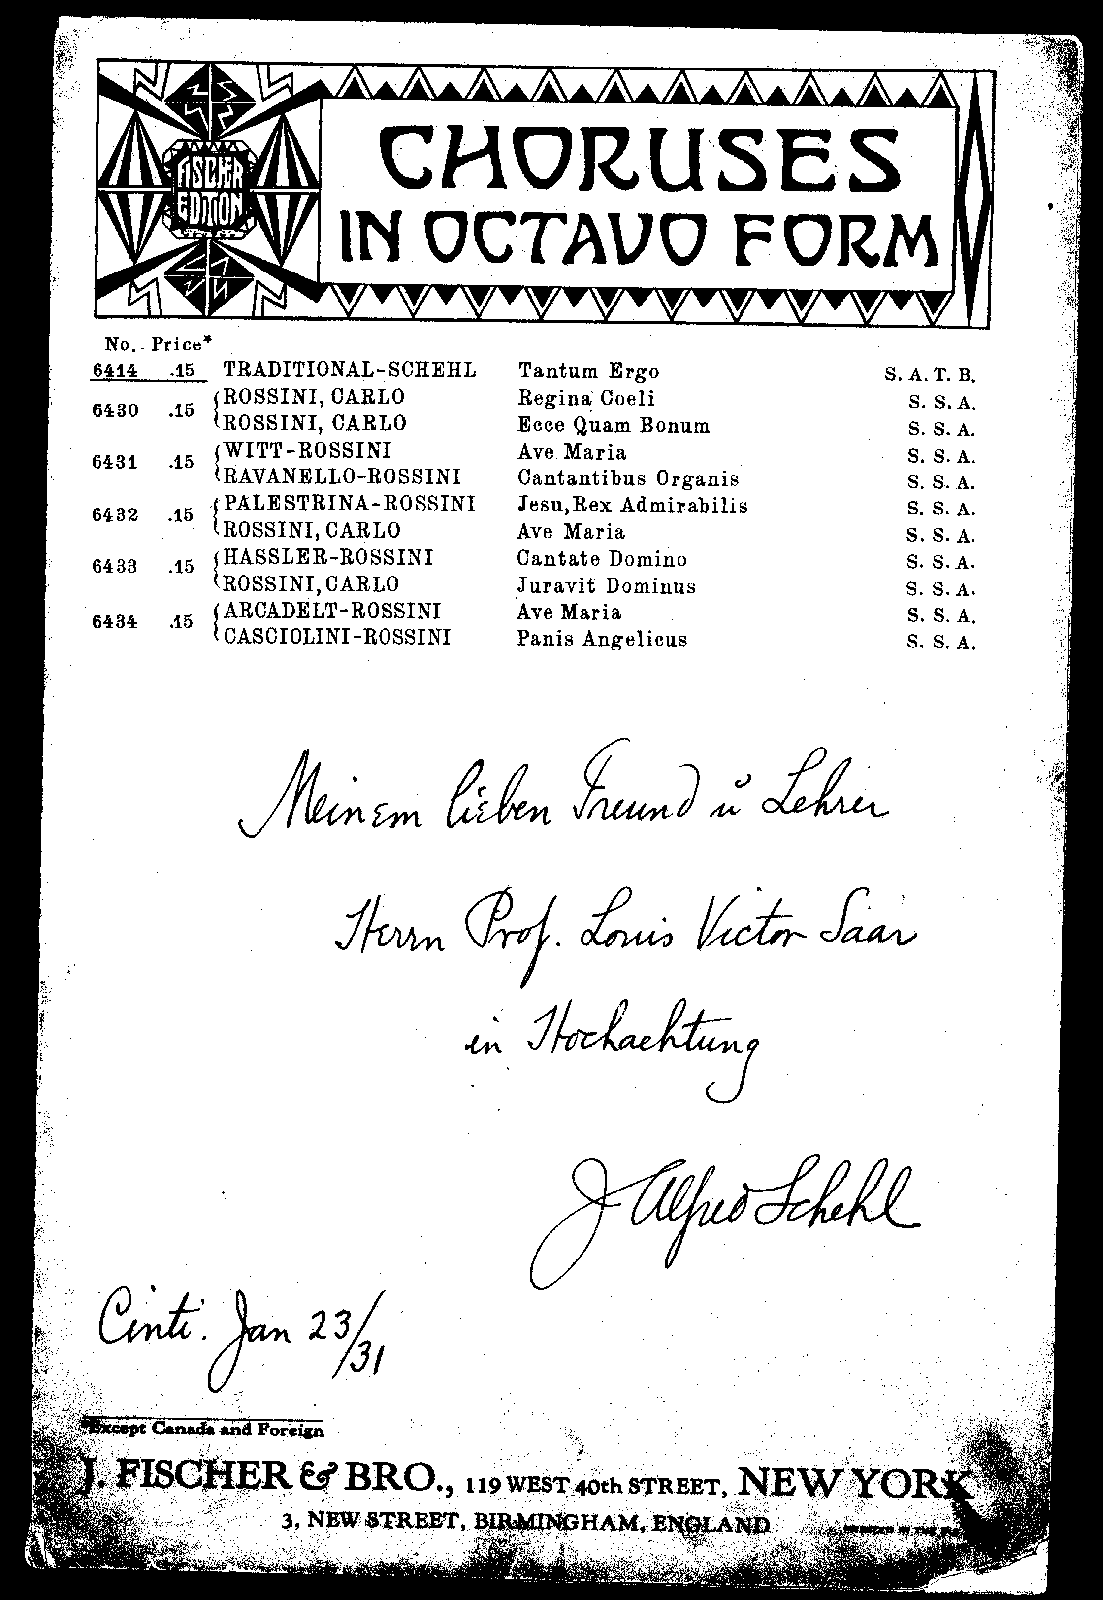 FISCHER
EDITION
CHORUSES
IN OCTAVO FORM
No. Price*
6414 .15 TRADITIONAL-SCHEHL Tantum Ergo S. A. T. B.
6430 .15 ROSSINI, CARLO Regina Coeli S. S. A.
ROSSINI, CARLO Ecce Quam Bonum S. S. A.
6431 .15 WITT-ROSSINI Ave Maria S. S. A.
RAVANELLO-ROSSINI Cantantibus Organis S. S. A.
6432 .15 PALESTRINA-ROSSINI Jesu, Rex Admirabilis S. S. A.
ROSSINI, CARLO Ave Maria S. S. A.
6433 .15 HASSLER-ROSSINI Cantate Domino S. S. A.
ROSSINI, CARLO Juravit Dominus S. S. A.
6434 .15 ARCADELT-ROSSINI Ave Maria S. S. A.
CASCIOLINI-ROSSINI Panis Angelicus S. S. A.
Meinem lieben Freund ŭ Lehrer
Herrn Prof. Louis Victor Saar
in Hochachtung
J Alfred Schehl
Cinti. Jan 23/31
*Except Canada and Foreign
J. FISCHER & BRO., 119 WEST 40th STREET, NEW YORK
3, NEW STREET, BIRMINGHAM, ENGLAND